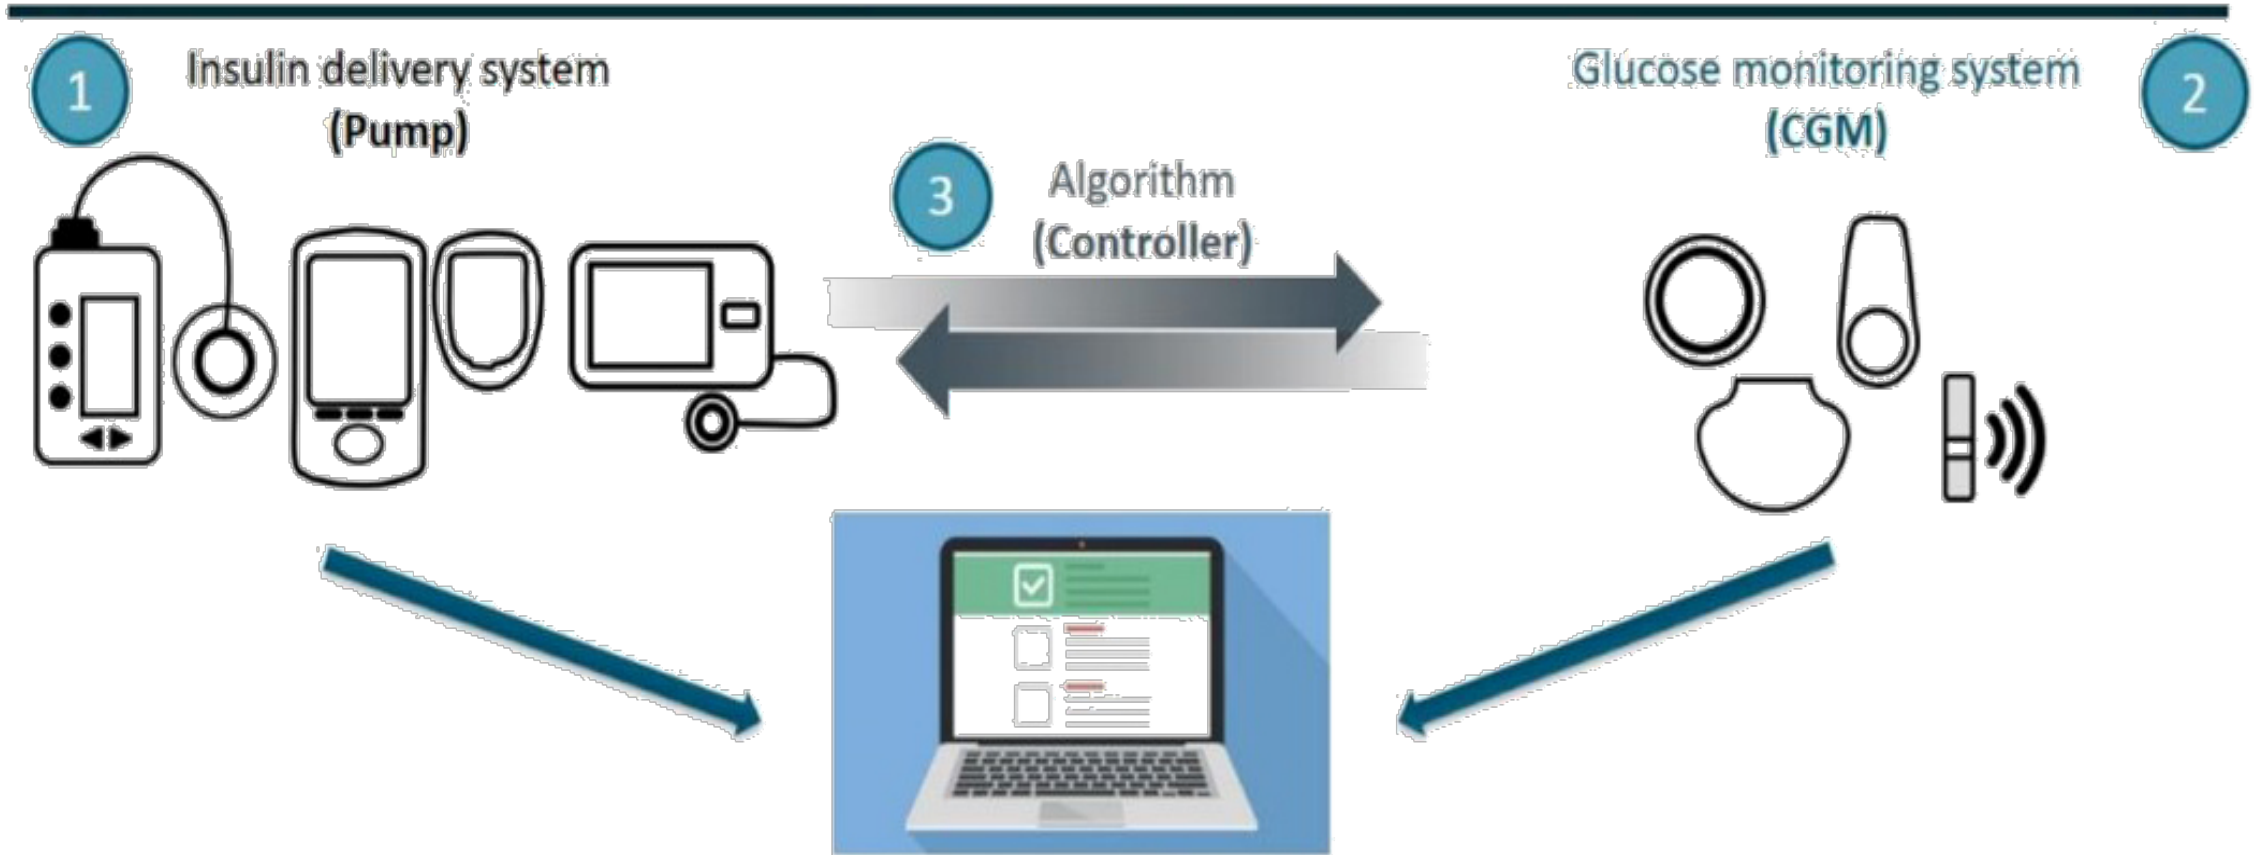 1
Insulin delivery system
(Pump)
3
Algorithm
(Controller)
Glucose monitoring system
(CGM)
2